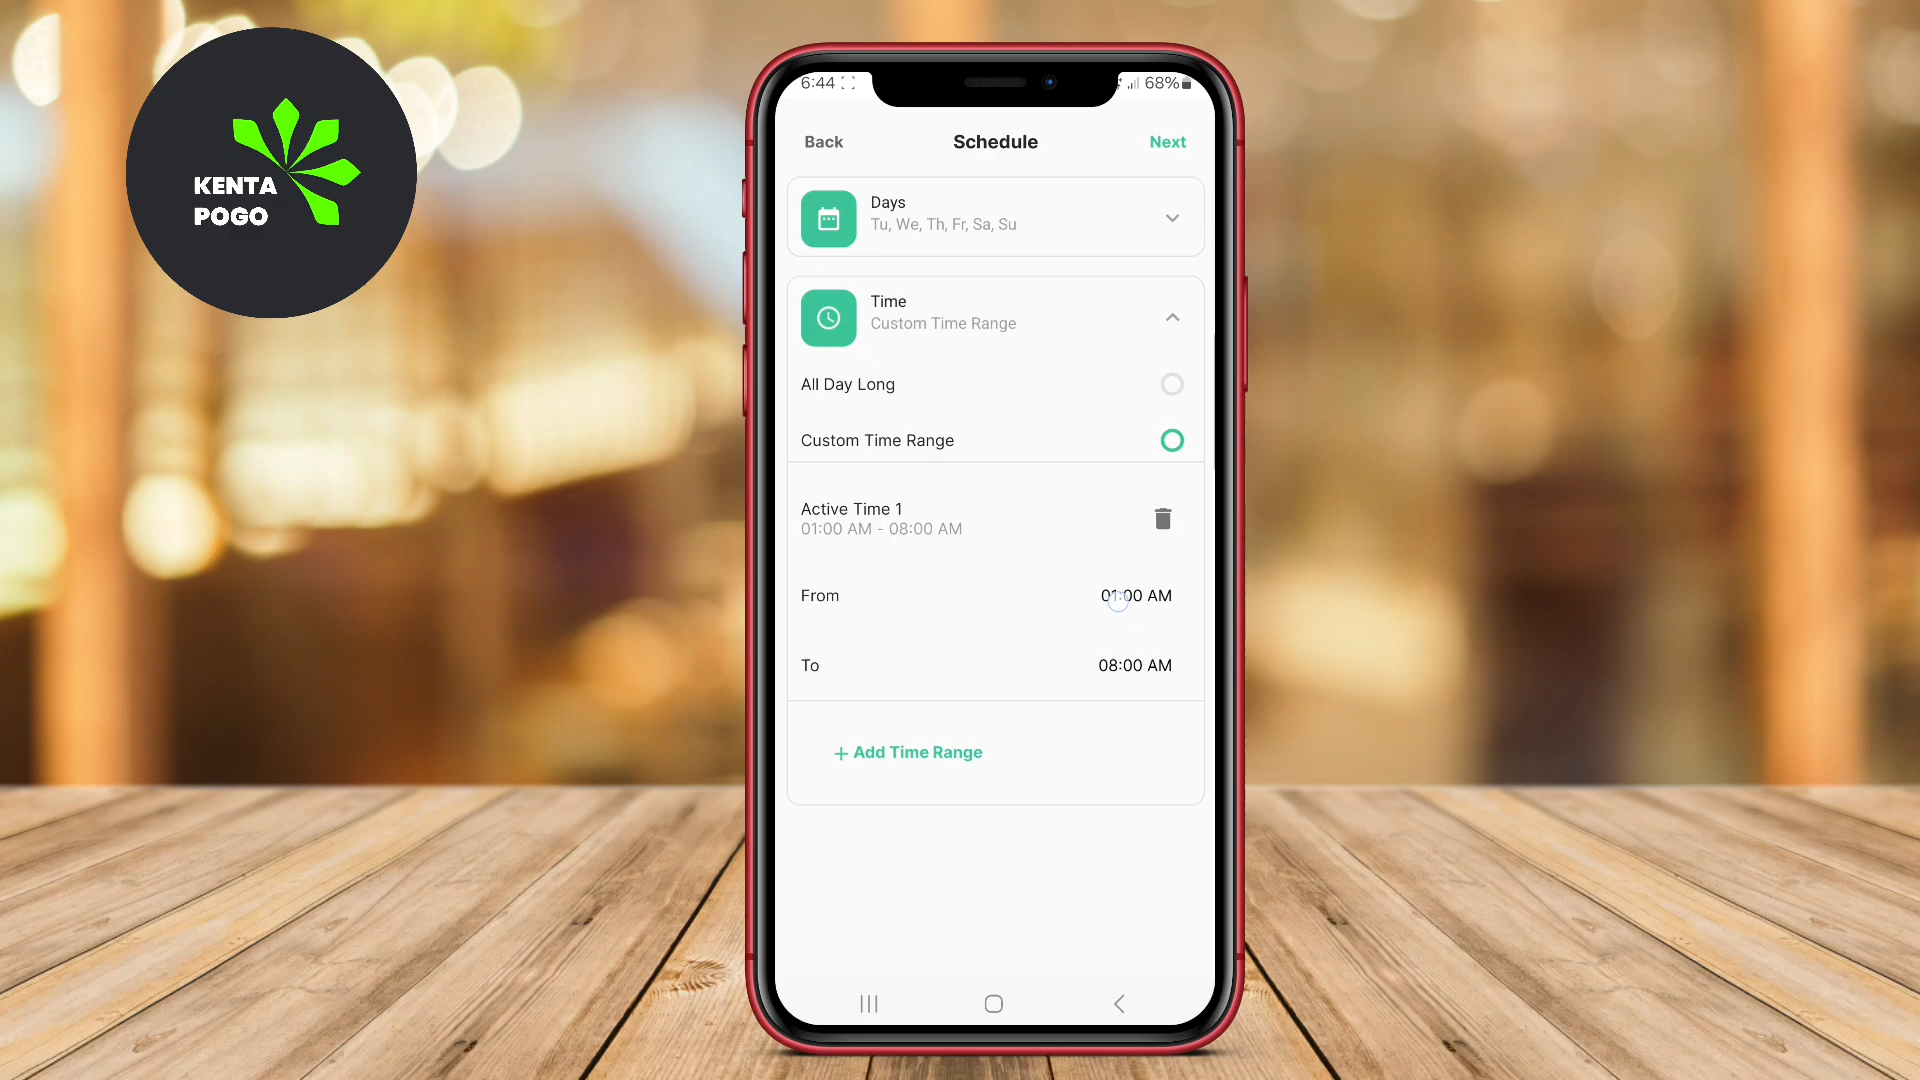 KENTA
POGO
6:44
68%
Back
Schedule
Next
Days
Tu, We, Th, Fr, Sa, Su
Time
Custom Time Range
All Day Long
Custom Time Range
Active Time 1
01:00 AM - 08:00 AM
From
01:00 AM
To
08:00 AM
+ Add Time Range